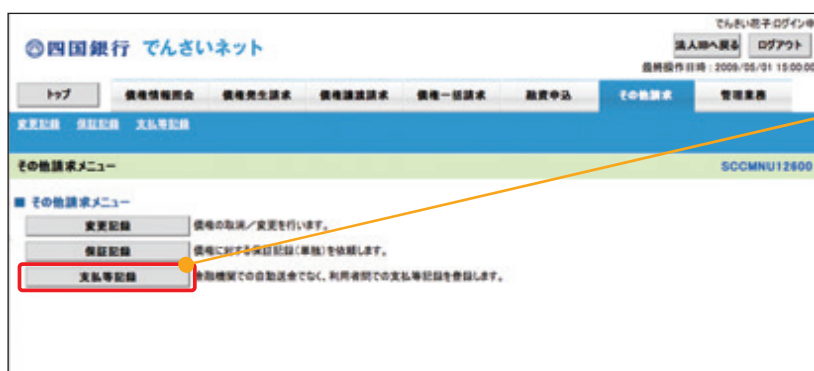 でんさい花子:ログイン中
四国銀行 でんさいネット
法人IBへ戻る ログアウト
最終操作日時:2009/05/01 15:00:00
トップ 債権情報照会 債権発生請求 債権譲渡請求 債権一括請求 融資申込 その他請求 管理業務
変更記録 保証記録 支払等記録
その他請求メニュー SCCMNU12600
■ その他請求メニュー
変更記録 債権の取消/変更を行います。
保証記録 債権に対する保証記録(単独)を依頼します。
支払等記録 金融機関での自動送金でなく、利用者間での支払等記録を登録します。